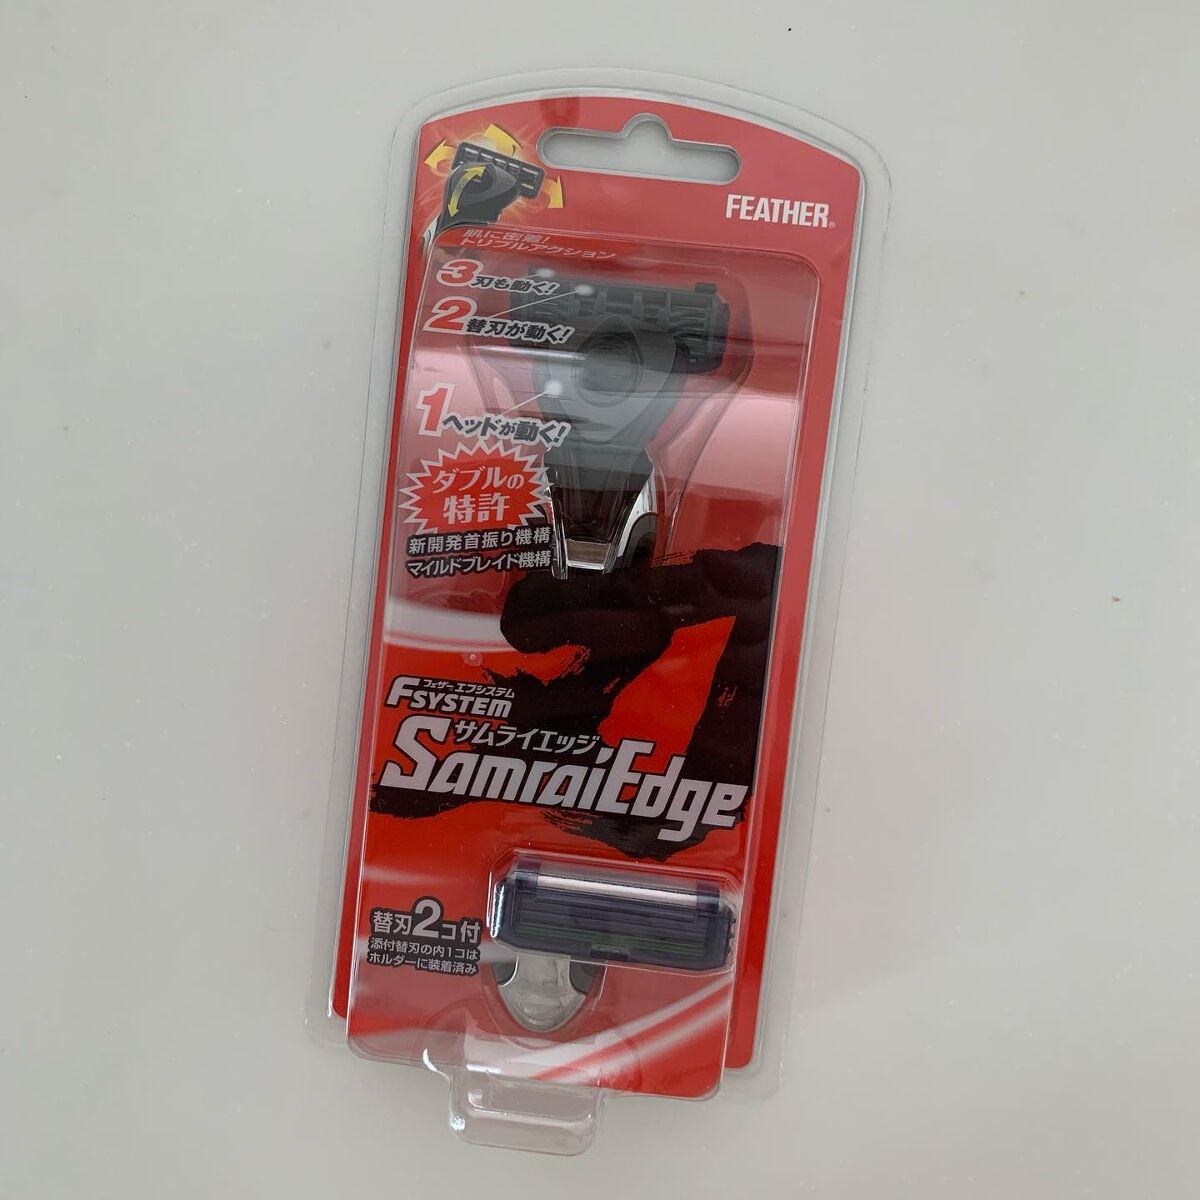 FEATHER®
肌に密着!
トリプルアクション
3刃も動く!
2替刃が動く!
1ヘッドが動く!
ダブルの
特許
新開発首振り機構
マイルドブレイド機構
フェザーエフシステム
FSYSTEM
サムライエッジ
Samrai'Edge
替刃2コ付
添付替刃の内1コは
ホルダーに装着済み